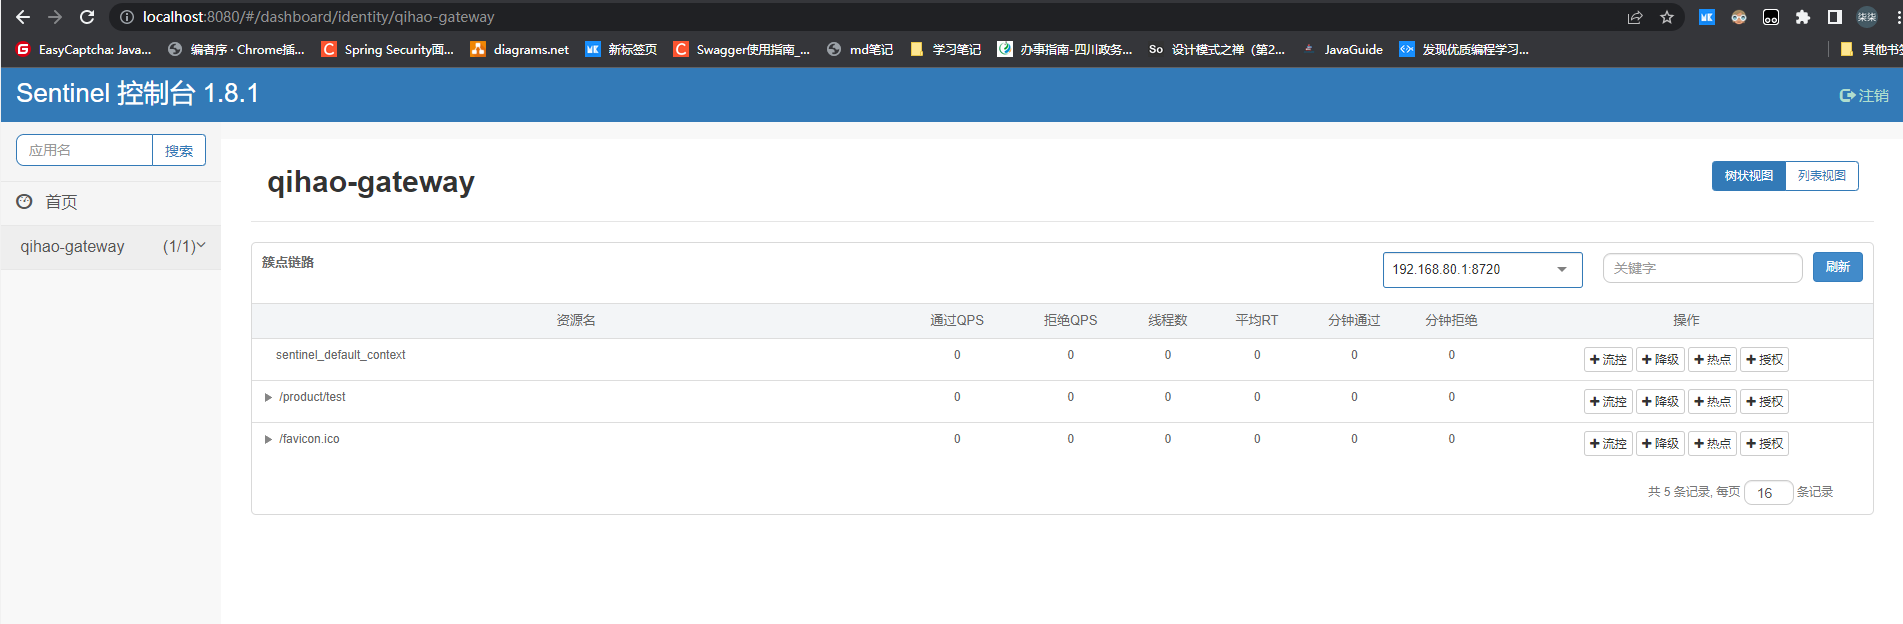 localhost:8080/#/dashboard/identity/qihao-gateway
EasyCaptcha: Java... 编者序 · Chrome插... Spring Security面... diagrams.net 新标签页 Swagger使用指南_... md笔记 学习笔记 办事指南-四川政务... So 设计模式之禅（第2... JavaGuide 发现优质编程学习... 其他书签
Sentinel 控制台 1.8.1 注销
应用名 搜索
首页
qihao-gateway (1/1)
qihao-gateway 树状视图 列表视图
簇点链路 192.168.80.1:8720 关键字 刷新
资源名 通过QPS 拒绝QPS 线程数 平均RT 分钟通过 分钟拒绝 操作
sentinel_default_context 0 0 0 0 0 0 流控 降级 热点 授权
/product/test 0 0 0 0 0 0 流控 降级 热点 授权
/favicon.ico 0 0 0 0 0 0 流控 降级 热点 授权
共 5 条记录, 每页 16 条记录